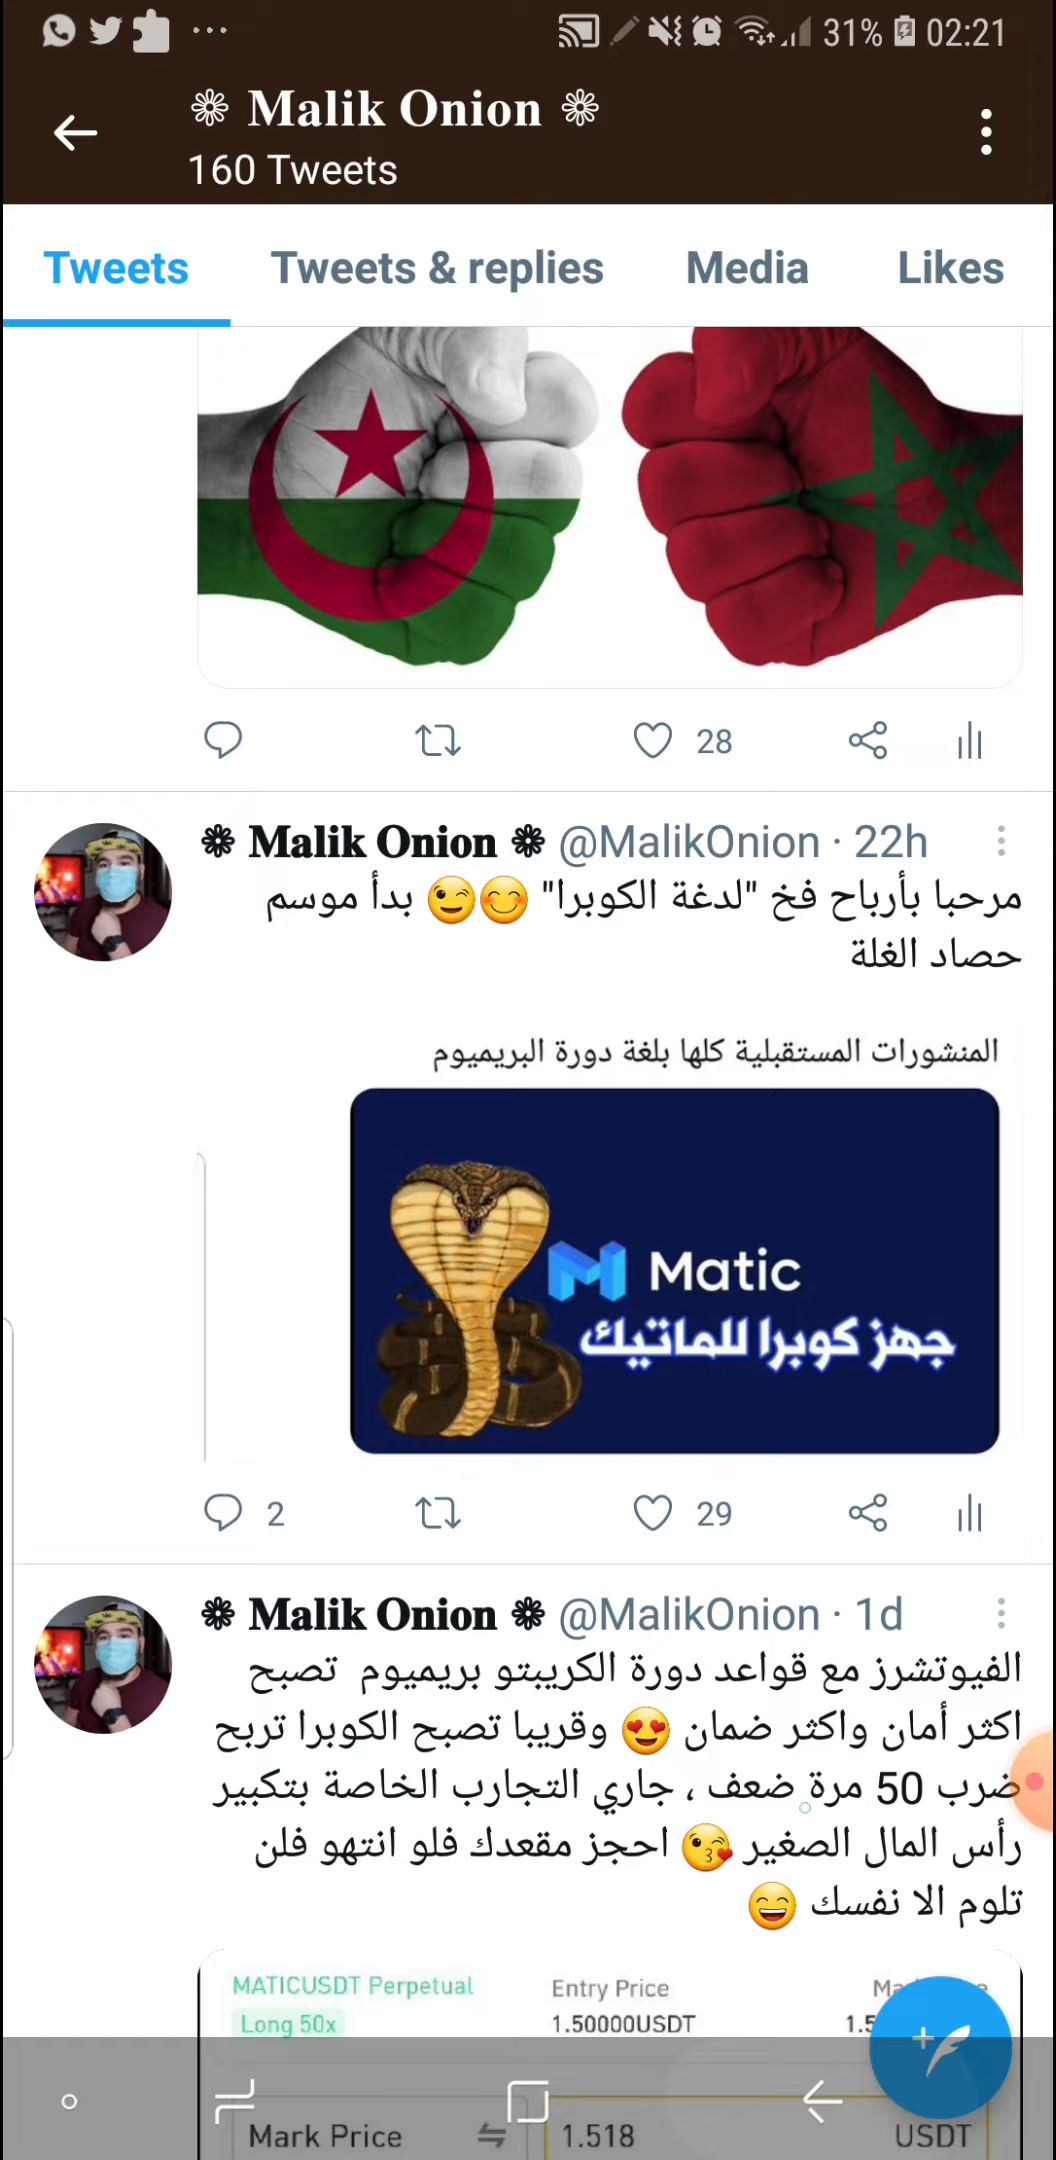 31% 02:21
❁ Malik Onion ❁
160 Tweets
Tweets Tweets & replies Media Likes
28
❁ Malik Onion ❁ @MalikOnion · 22h
مرحبا بأرباح فخ "لدغة الكوبرا" 😊😉 بدأ موسم
حصاد الغلة
المنشورات المستقبلية كلها بلغة دورة البريميوم
Matic
جهز كوبرا للماتيك
2 29
❁ Malik Onion ❁ @MalikOnion · 1d
الفيوتشرز مع قواعد دورة الكريبتو بريميوم تصبح
اكثر أمان واكثر ضمان 😍 وقريبا تصبح الكوبرا تربح
ضرب 50 مرة ضعف ، جاري التجارب الخاصة بتكبير
رأس المال الصغير 😘 احجز مقعدك فلو انتهو فلن
تلوم الا نفسك 😄
MATICUSDT Perpetual Entry Price
Long 50x 1.50000USDT
Mark Price 1.518 USDT